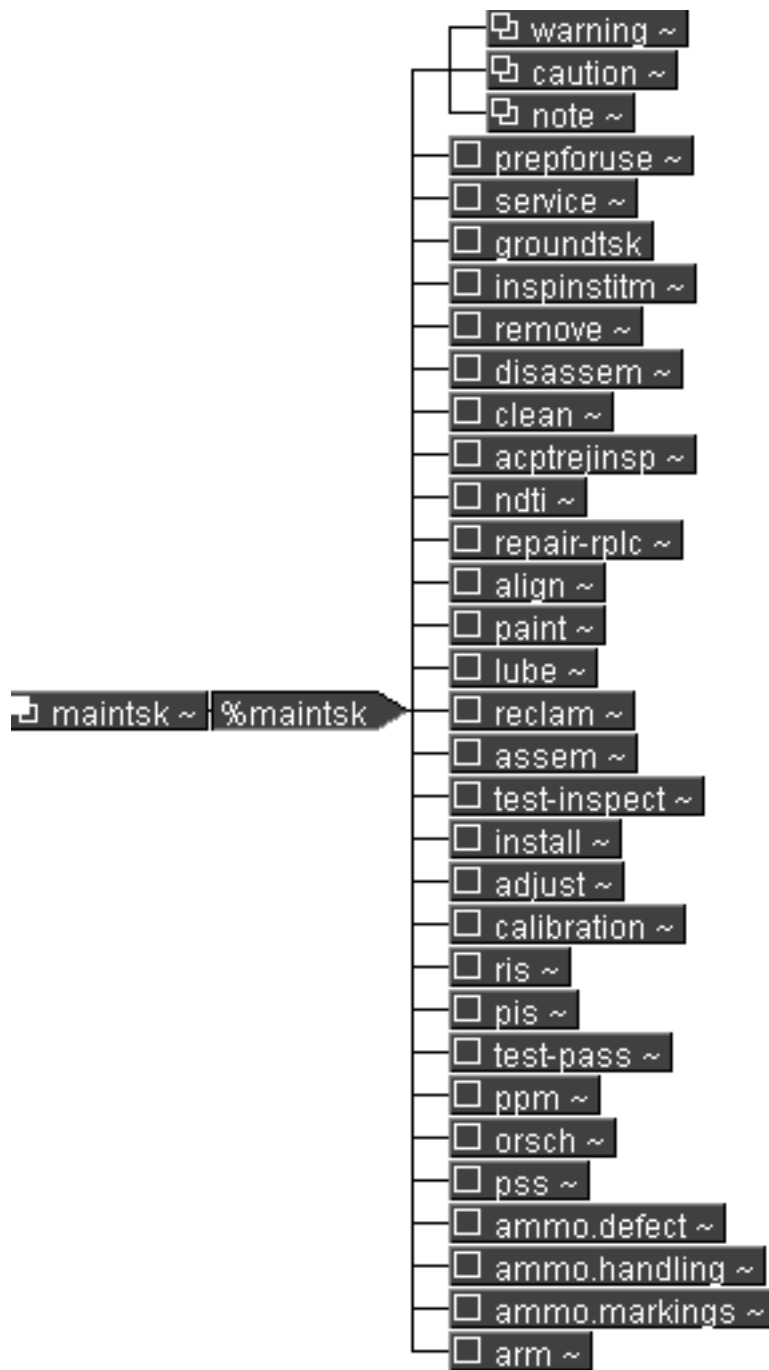 warning ~
caution ~
note ~
prepforuse ~
service ~
groundtsk
inspinstitm ~
remove ~
disassem ~
clean ~
acptrejinsp ~
ndti ~
repair-rplc ~
align ~
paint ~
lube ~
maintsk ~ %maintsk reclam ~
assem ~
test-inspect ~
install ~
adjust ~
calibration ~
ris ~
pis ~
test-pass ~
ppm ~
orsch ~
pss ~
ammo.defect ~
ammo.handling ~
ammo.markings ~
arm ~